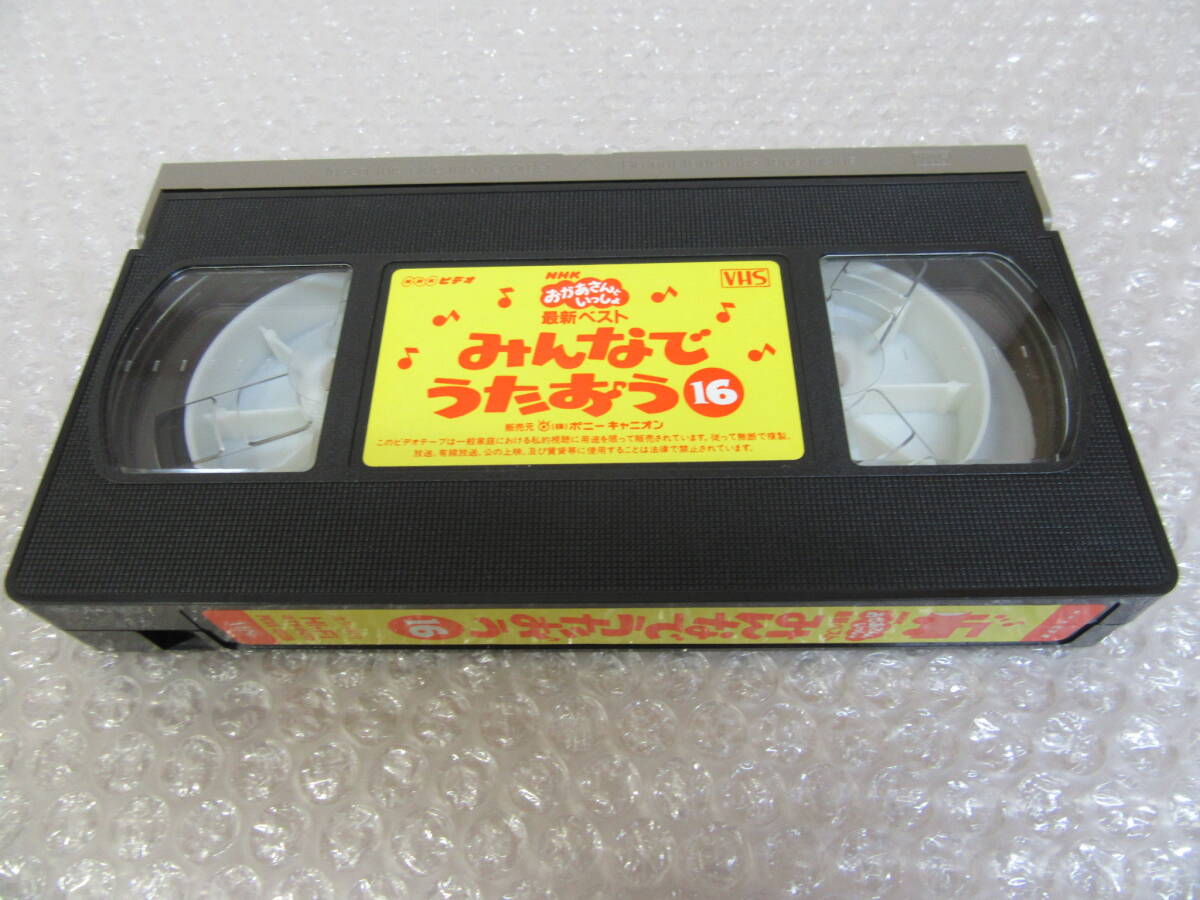 NHKビデオ
VHS
NHK
おかあさんと
いっしょ
最新ベスト
みんなで
うたおう 16
販売元 (株)ポニーキャニオン
このビデオテープは一般家庭における私的視聴に用途を限って販売されています。従って無断で複製、
放送、有線放送、公の上映、及び賃貸等に使用することは法律で禁止されています。
みんなでうたおう 16